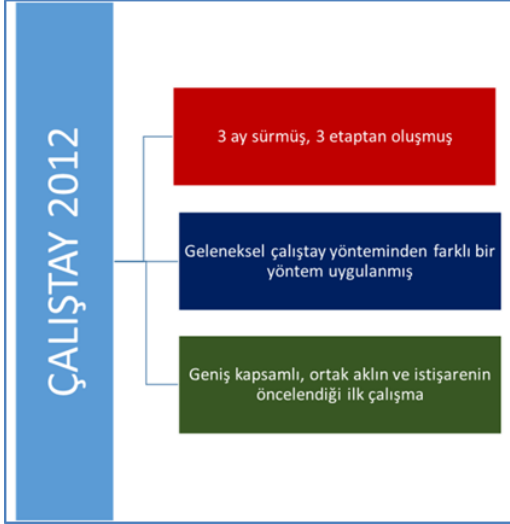 ÇALIŞTAY 2012
3 ay sürmüş, 3 etaptan oluşmuş
Geleneksel çalıştay yönteminden farklı bir
yöntem uygulanmış
Geniş kapsamlı, ortak aklın ve istişarenin
öncelendiği ilk çalışma